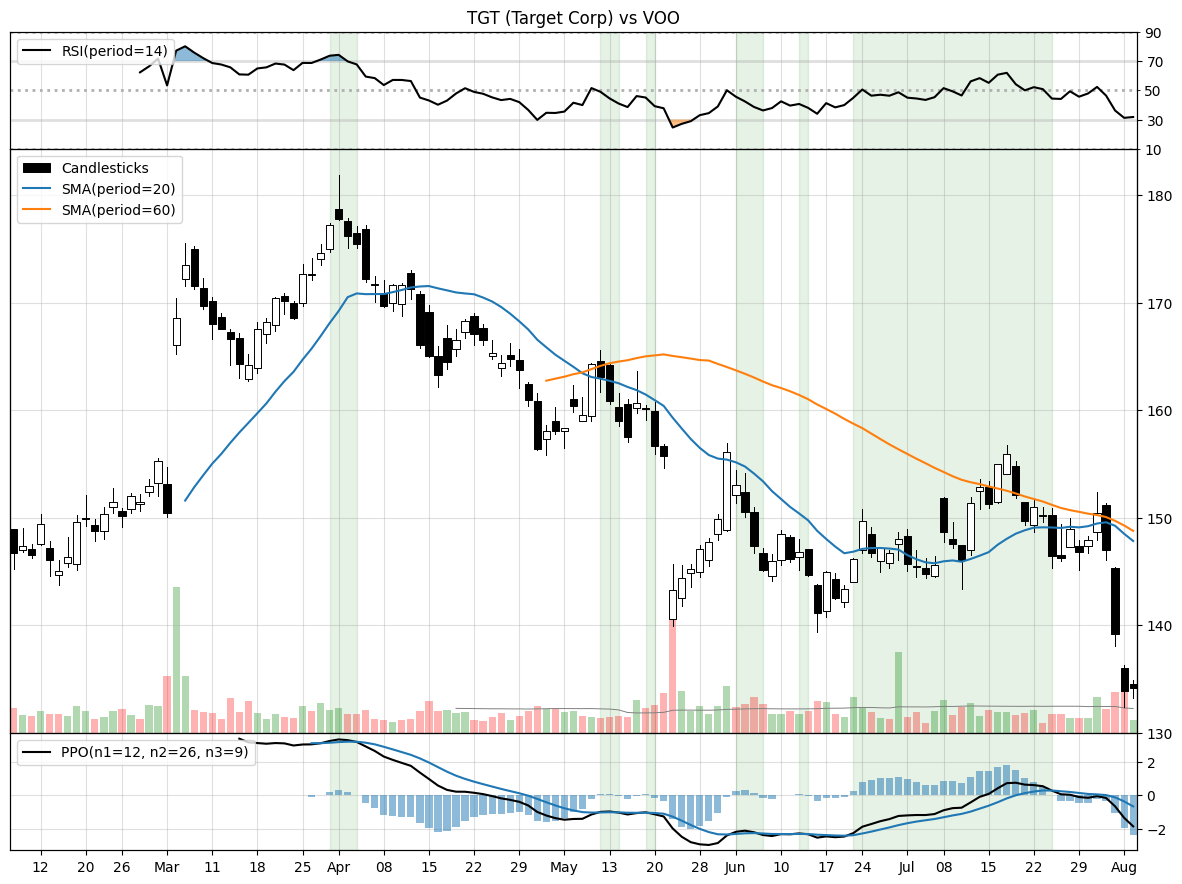 TGT (Target Corp) vs VOO
RSI(period=14)
90
70
50
30
10
Candlesticks
SMA(period=20)
SMA(period=60)
180
170
160
150
140
130
PPO(n1=12, n2=26, n3=9)
2
0
−2
12 20 26 Mar 11 18 25 Apr 08 15 22 29 May 13 20 28 Jun 10 17 24 Jul 08 15 22 29 Aug